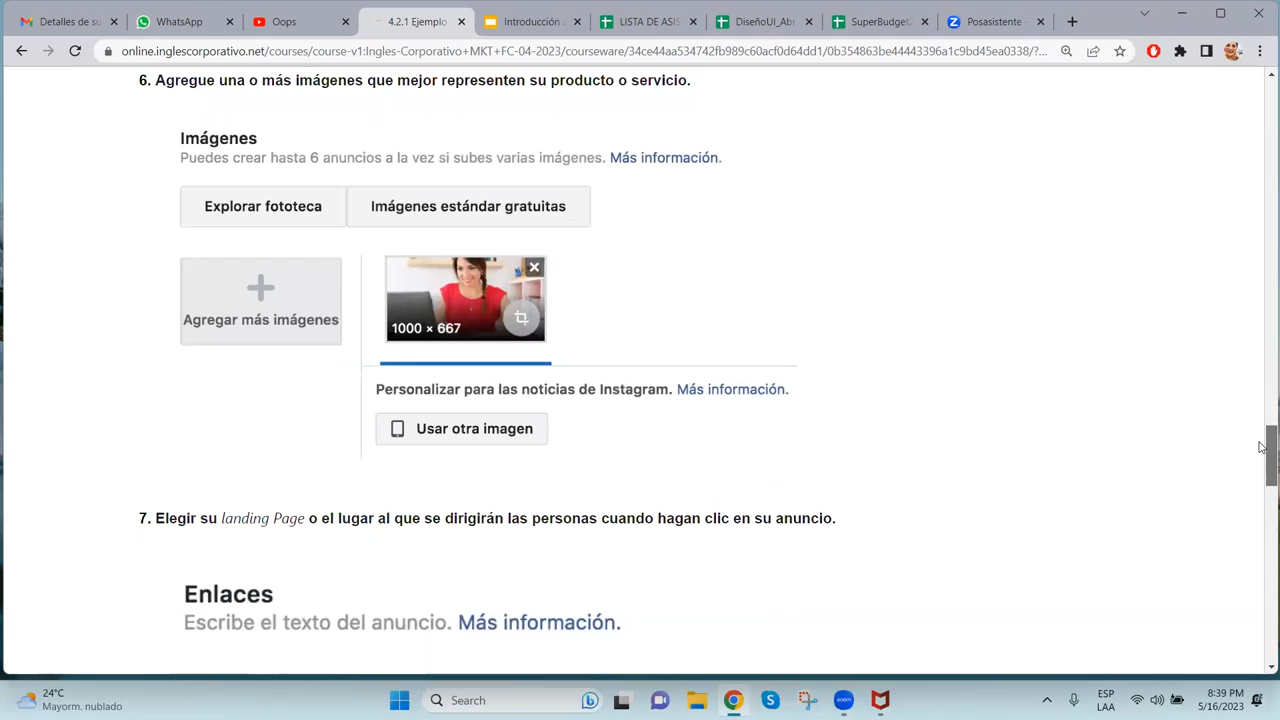 Detalles de su
WhatsApp
Oops
4.2.1 Ejemplo
Introducción
LISTA DE ASIS
DiseñoUI_Abr
SuperBudget2
Posasistente -
online.inglescorporativo.net/courses/course-v1:Ingles-Corporativo+MKT+FC-04-2023/courseware/34ce44aa534742fb989c60acf0d64dd1/0b354863be44443396a1c9bd45ea0338/?...
6. Agregue una o más imágenes que mejor representen su producto o servicio.
Imágenes
Puedes crear hasta 6 anuncios a la vez si subes varias imágenes. Más información.
Explorar fototeca
Imágenes estándar gratuitas
Agregar más imágenes
1000 × 667
Personalizar para las noticias de Instagram. Más información.
Usar otra imagen
7. Elegir su landing Page o el lugar al que se dirigirán las personas cuando hagan clic en su anuncio.
Enlaces
Escribe el texto del anuncio. Más información.
24°C
Mayorm. nublado
Search
zoom
ESP
LAA
8:39 PM
5/16/2023